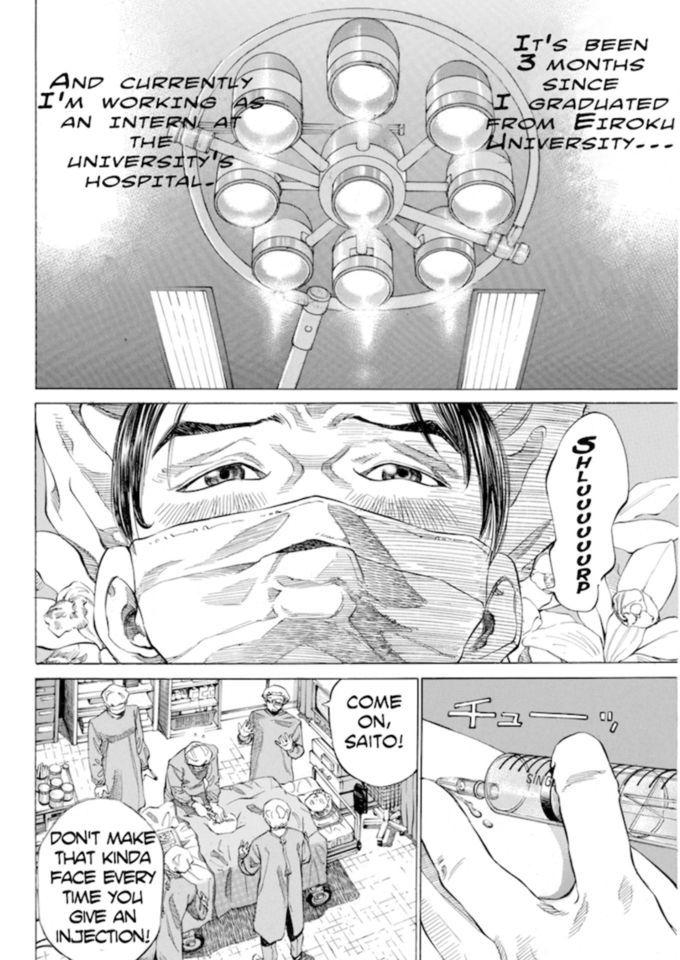 IT'S BEEN
3 MONTHS
SINCE
I GRADUATED
FROM EIROKU
UNIVERSITY...
AND CURRENTLY
I'M WORKING AS
AN INTERN AT
THE
UNIVERSITY'S
HOSPITAL.
SHLUUUUUURP
チューッ
SING
COME
ON,
SAITO!
DON'T MAKE
THAT KINDA
FACE EVERY
TIME YOU
GIVE AN
INJECTION!